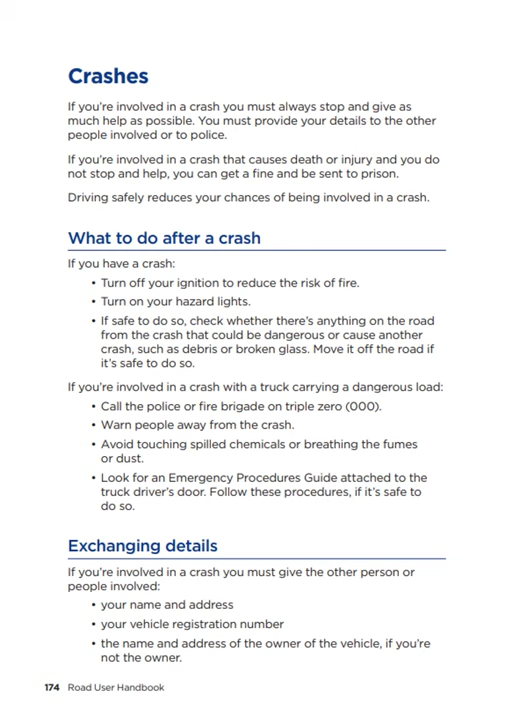 Crashes
If you're involved in a crash you must always stop and give as
much help as possible. You must provide your details to the other
people involved or to police.
If you're involved in a crash that causes death or injury and you do
not stop and help, you can get a fine and be sent to prison.
Driving safely reduces your chances of being involved in a crash.
What to do after a crash
If you have a crash:
• Turn off your ignition to reduce the risk of fire.
• Turn on your hazard lights.
• If safe to do so, check whether there's anything on the road
from the crash that could be dangerous or cause another
crash, such as debris or broken glass. Move it off the road if
it's safe to do so.
If you're involved in a crash with a truck carrying a dangerous load:
• Call the police or fire brigade on triple zero (000).
• Warn people away from the crash.
• Avoid touching spilled chemicals or breathing the fumes
or dust.
• Look for an Emergency Procedures Guide attached to the
truck driver's door. Follow these procedures, if it's safe to
do so.
Exchanging details
If you're involved in a crash you must give the other person or
people involved:
• your name and address
• your vehicle registration number
• the name and address of the owner of the vehicle, if you're
not the owner.
174 Road User Handbook